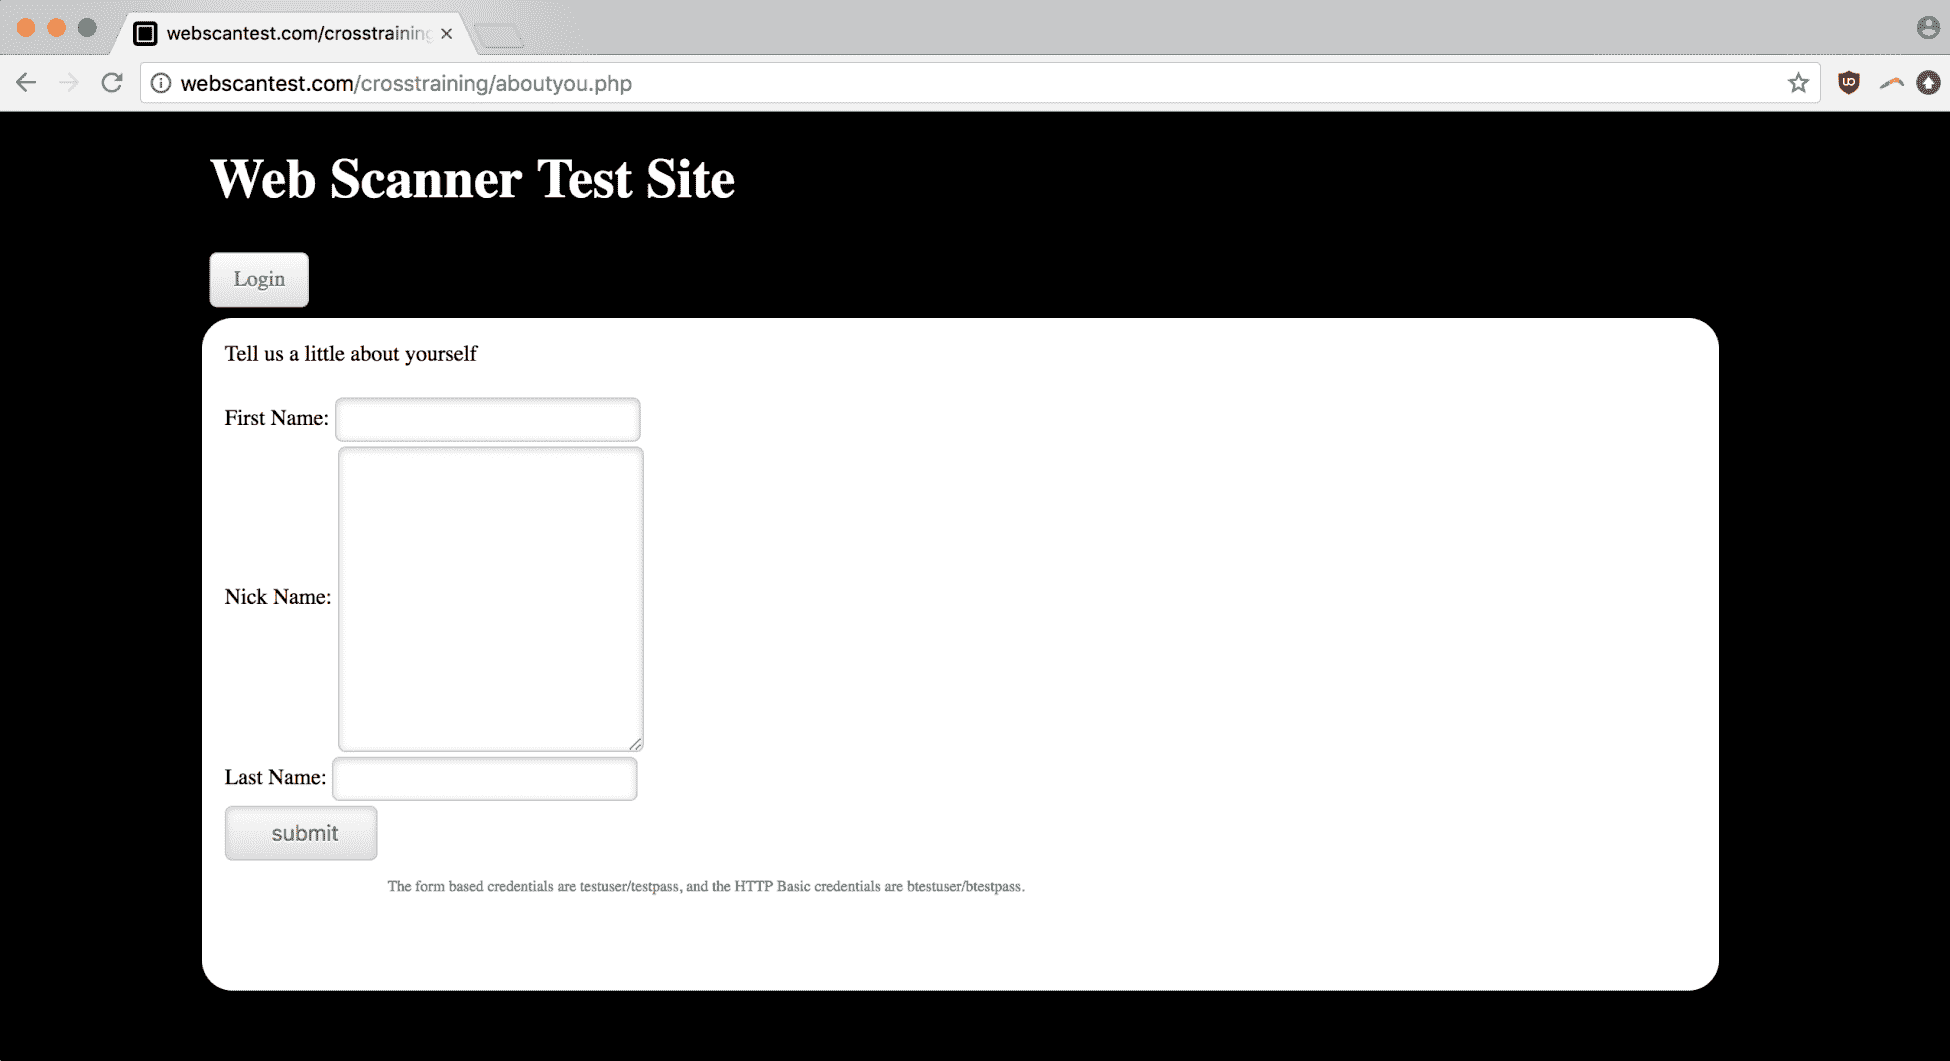 webscantest.com/crosstraining
webscantest.com/crosstraining/aboutyou.php
Web Scanner Test Site
Login
Tell us a little about yourself
First Name:
Nick Name:
Last Name:
submit
The form based credentials are testuser/testpass, and the HTTP Basic credentials are btestuser/btestpass.